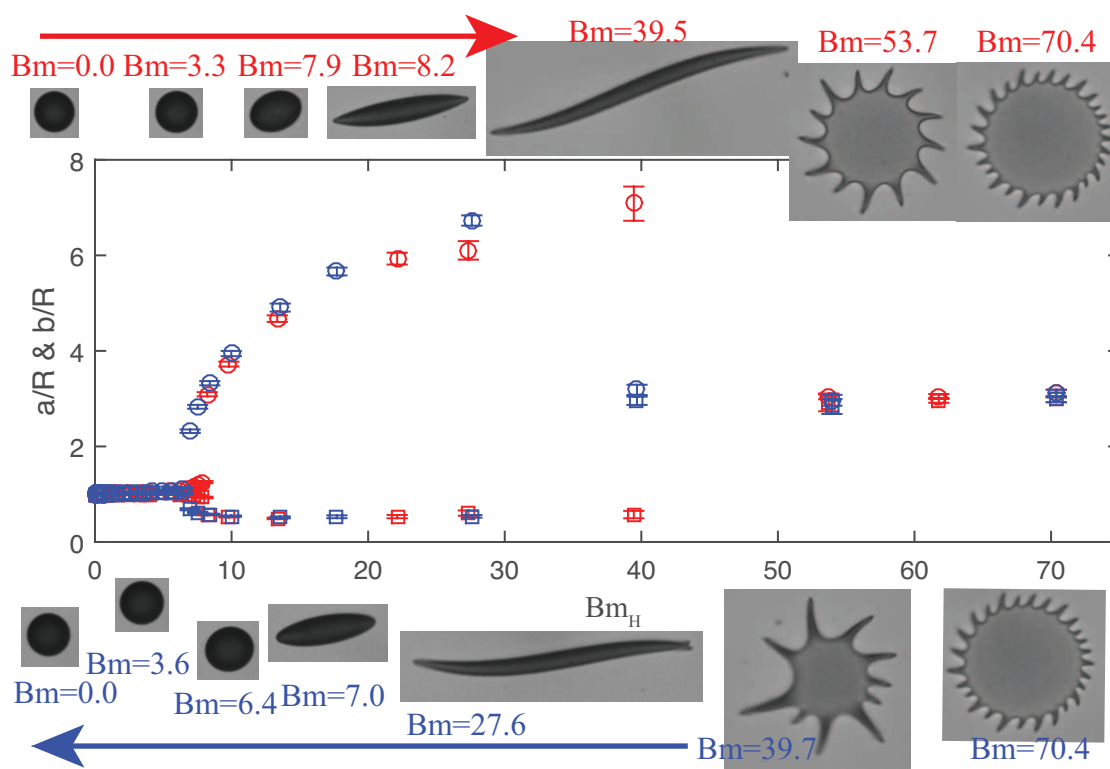 Bm=39.5
Bm=53.7
Bm=70.4
Bm=0.0
Bm=3.3
Bm=7.9
Bm=8.2
8
6
4
2
0
a/R & b/R
0
10
20
30
40
50
60
70
Bm_H
Bm=0.0
Bm=3.6
Bm=6.4
Bm=7.0
Bm=27.6
Bm=39.7
Bm=70.4